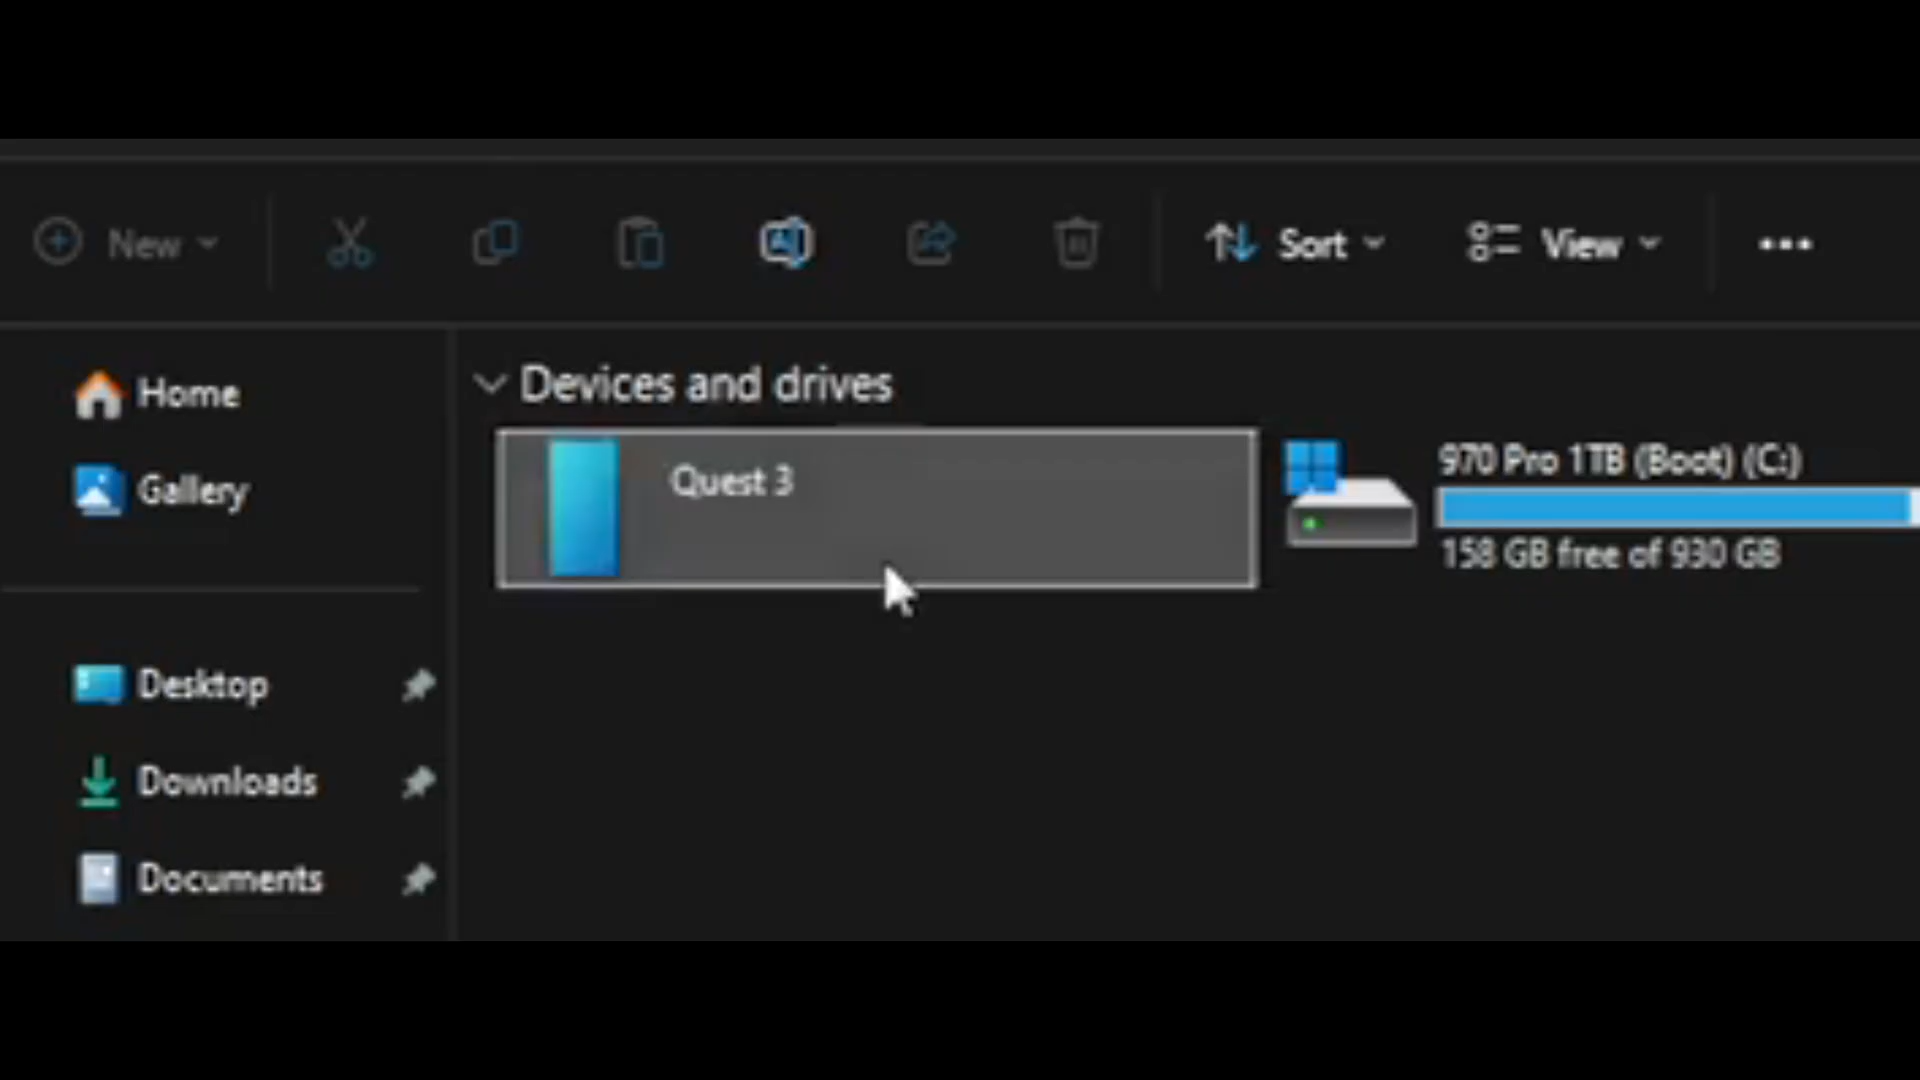 New
Sort
View
Home
Gallery
Desktop
Downloads
Documents
Devices and drives
Quest 3
970 Pro 1TB (Boot) (C:)
158 GB free of 930 GB